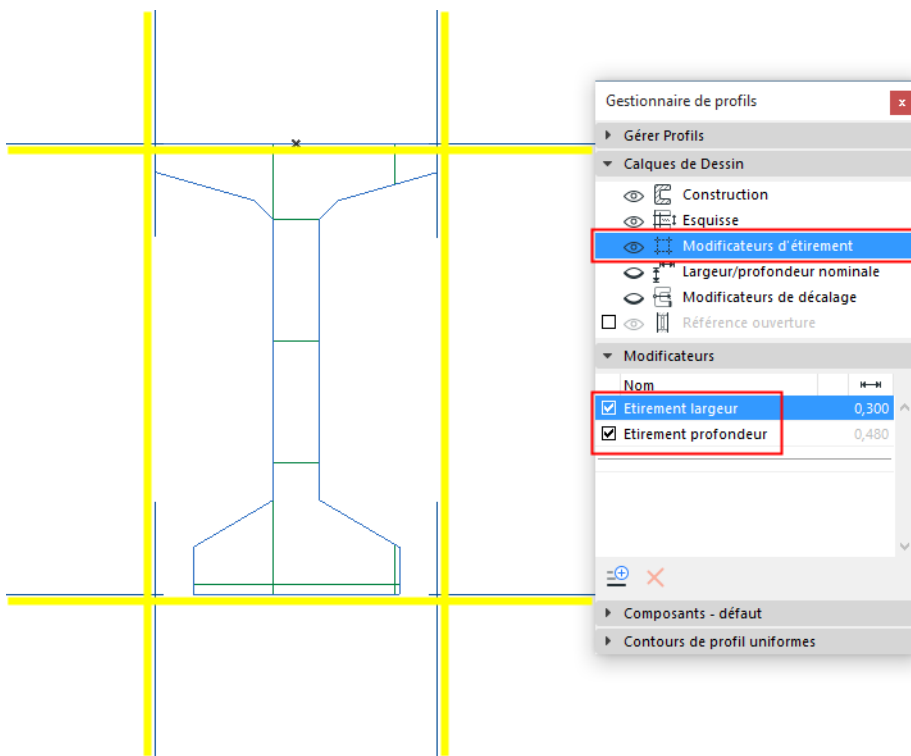 Gestionnaire de profils
Gérer Profils
Calques de Dessin
Construction
Esquisse
Modificateurs d'étirement
Largeur/profondeur nominale
Modificateurs de décalage
Référence ouverture
Modificateurs
Nom
Etirement largeur 0,300
Etirement profondeur 0,480
Composants - défaut
Contours de profil uniformes